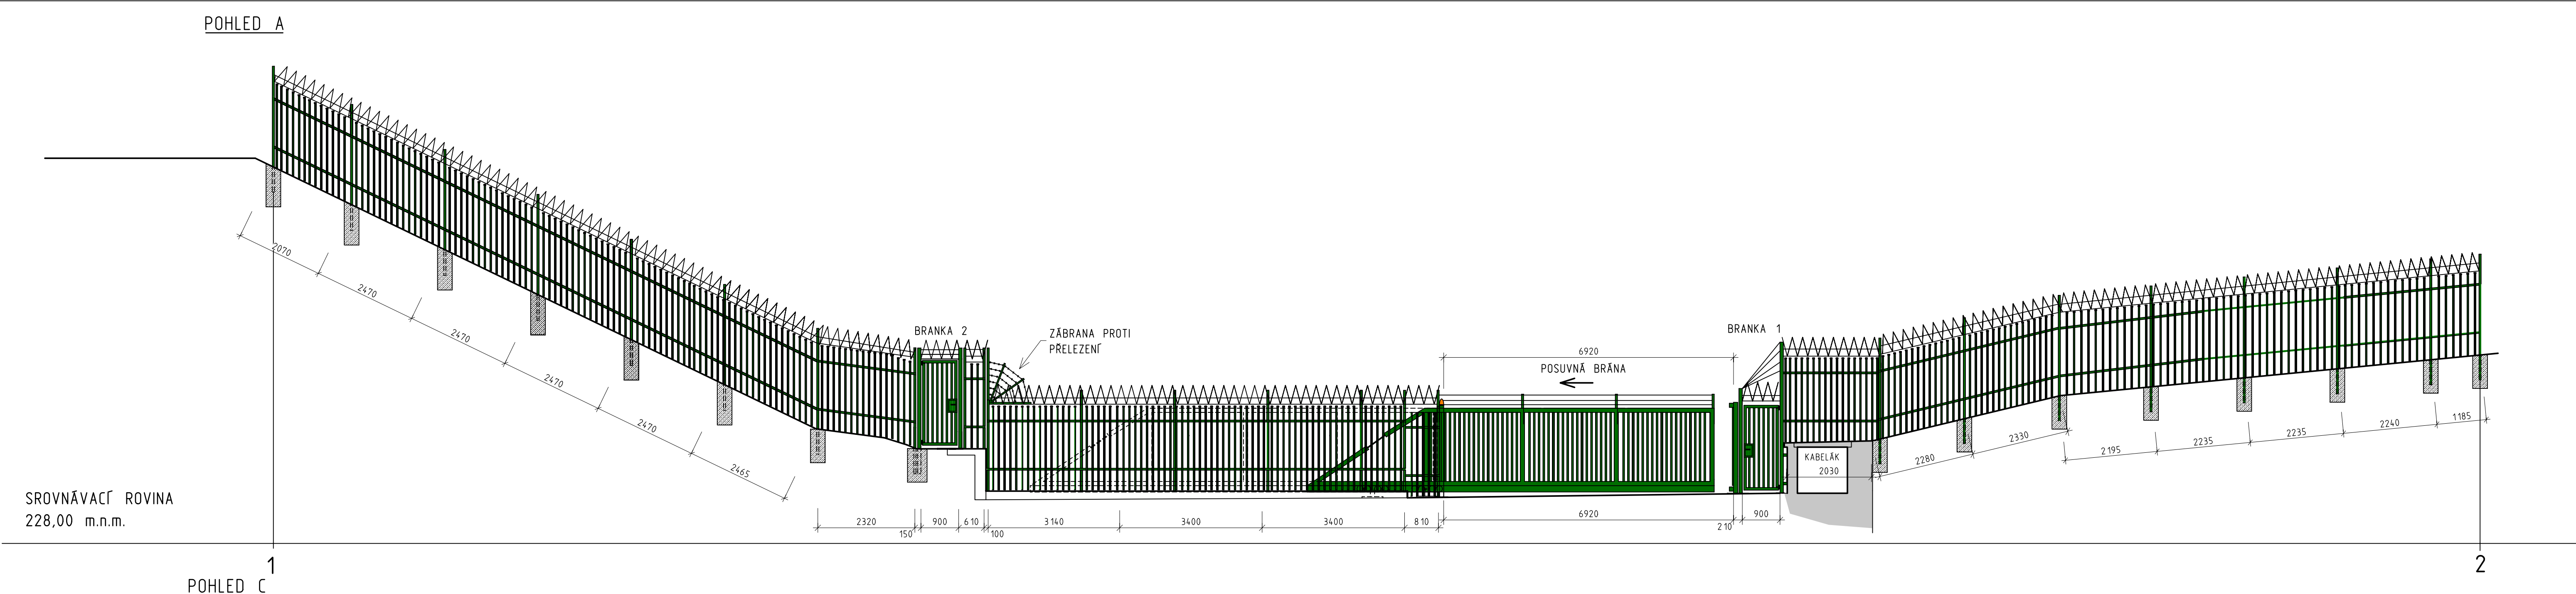 POHLED A
BRANKA 2
ZÁBRANA PROTI
PŘELEZENÍ
6920
POSUVNÁ BRÁNA
BRANKA 1
2070
2470
2470
2470
2470
2465
KABELÁK
2030
2280
2330
2195
2235
2235
2240
1185
SROVNÁVACÍ ROVINA
228,00 m.n.m.
2320
150
900
610
100
3140
3400
3400
810
6920
210
900
1
2
POHLED C